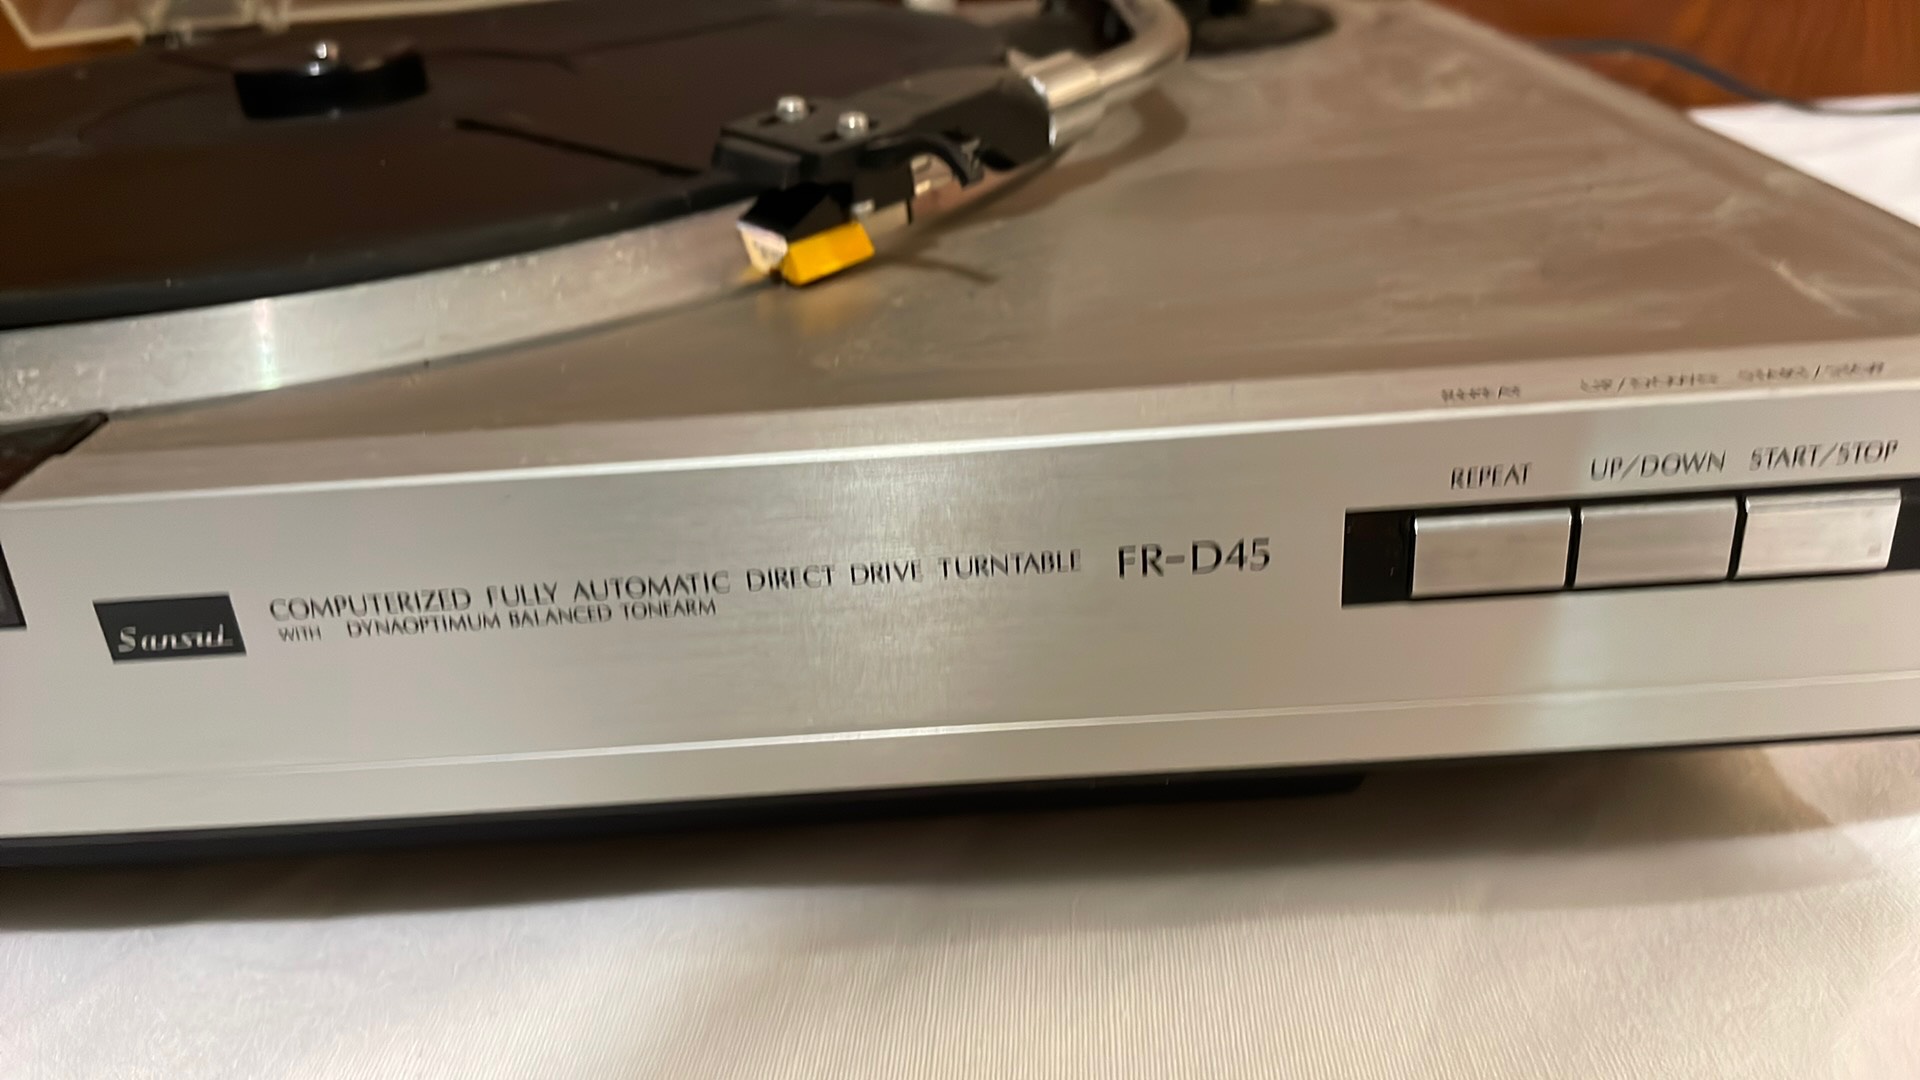 REPEAT UP/DOWN START/STOP
Sansui
COMPUTERIZED FULLY AUTOMATIC DIRECT DRIVE TURNTABLE FR-D45
WITH DYNAOPTIMUM BALANCED TONEARM